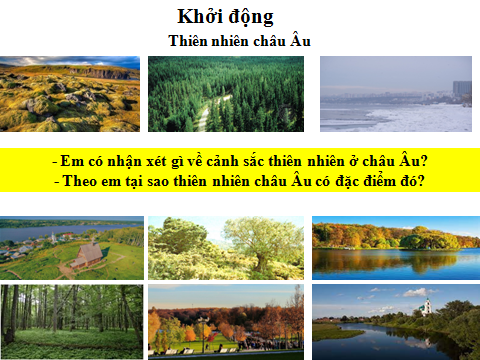 Khởi động
Thiên nhiên châu Âu
- Em có nhận xét gì về cảnh sắc thiên nhiên ở châu Âu?
- Theo em tại sao thiên nhiên châu Âu có đặc điểm đó?